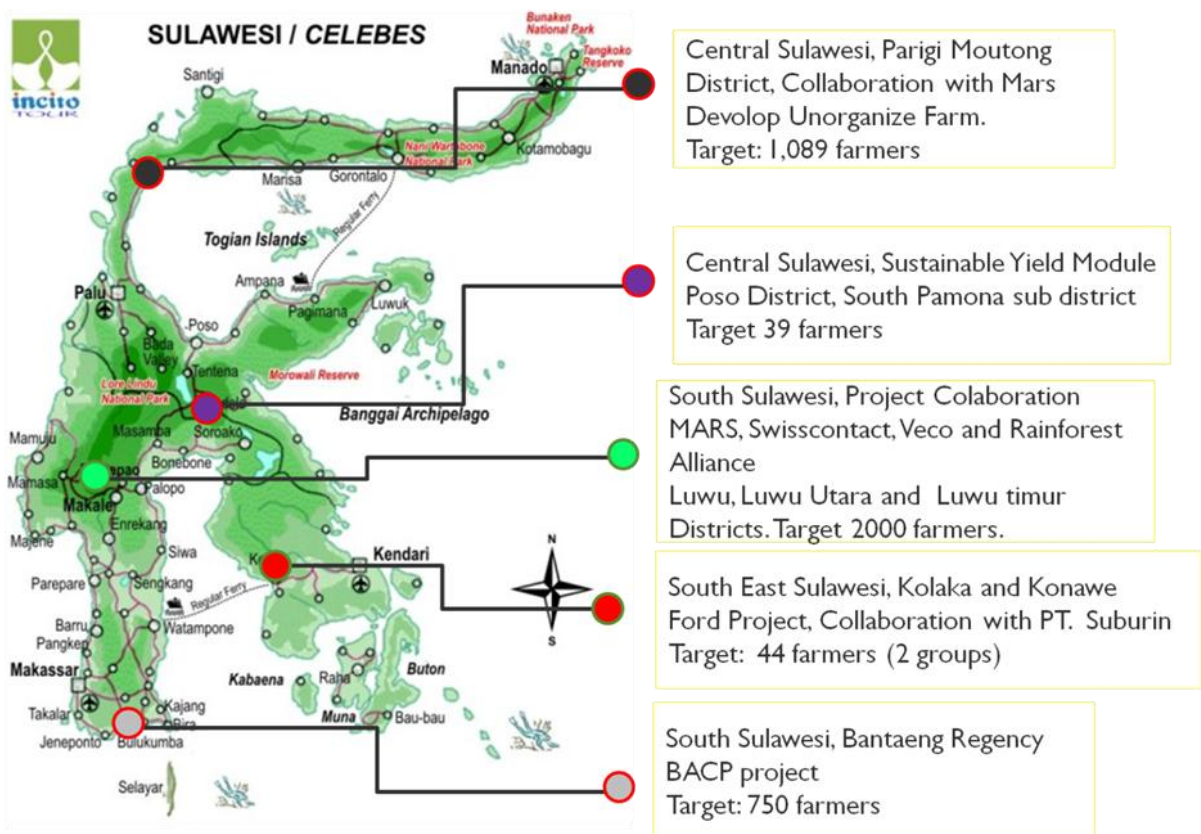 incito
TOUR
SULAWESI / CELEBES
Bunaken
National Park
Tangkoko
Reserve
Manado
Santigi
Nani Wartabone
National Park
Kotamobagu
Marisa
Gorontalo
Regular Ferry
Togian Islands
Ampana
Palu
Pagimana
Luwuk
Poso
Bada
Valley
Tentena
Lore Lindu
National Park
Morowali Reserve
Banggai Archipelago
Mamuju
Masamba
Soroako
Bonebone
Mamasa
Palopo
Makale
Enrekang
Majene
Siwa
Kendari
N
S
Parepare
Sengkang
Regular Ferry
Barru
Pangkep
Watampone
Makassar
Kabaena
Raha
Buton
Muna
Bau-bau
Takalar
Kajang
Bira
Jeneponto
Bulukumba
Selayar
Central Sulawesi, Parigi Moutong
District, Collaboration with Mars
Devolop Unorganize Farm.
Target: 1,089 farmers
Central Sulawesi, Sustainable Yield Module
Poso District, South Pamona sub district
Target 39 farmers
South Sulawesi, Project Colaboration
MARS, Swisscontact, Veco and Rainforest
Alliance
Luwu, Luwu Utara and Luwu timur
Districts. Target 2000 farmers.
South East Sulawesi, Kolaka and Konawe
Ford Project, Collaboration with PT. Suburin
Target: 44 farmers (2 groups)
South Sulawesi, Bantaeng Regency
BACP project
Target: 750 farmers